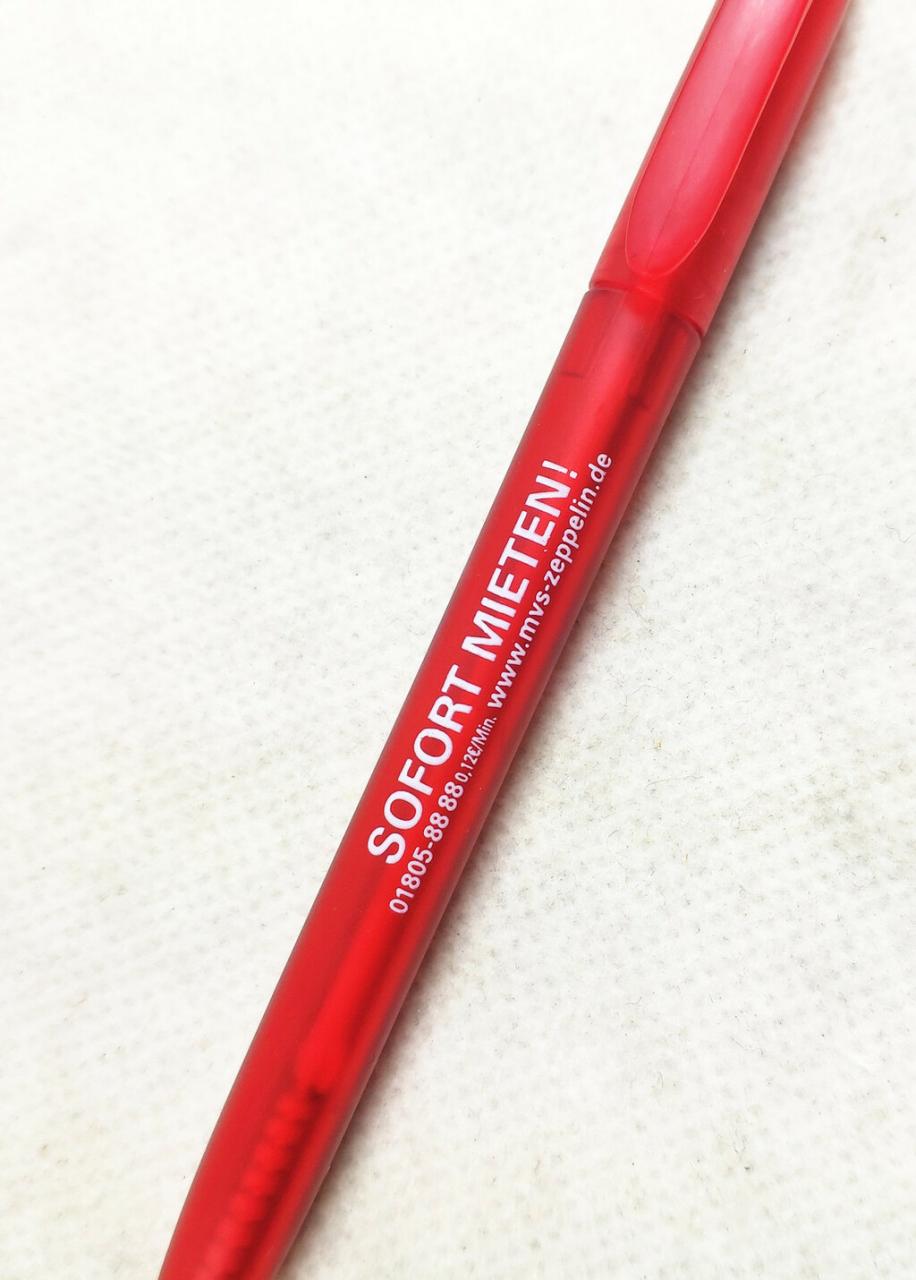 SOFORT MIETEN!
01805-88 88 0,12€/Min. www.mvs-zeppelin.de